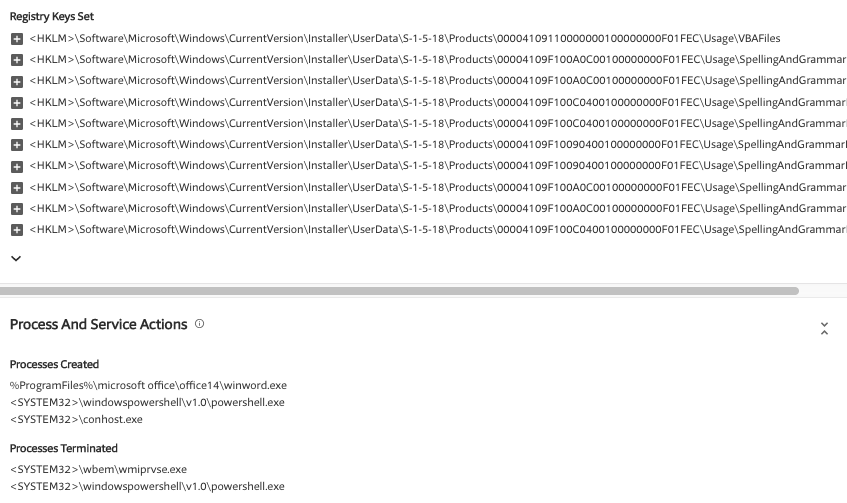 Registry Keys Set
<HKLM>\Software\Microsoft\Windows\CurrentVersion\Installer\UserData\S-1-5-18\Products\00004109110000000100000000F01FEC\Usage\VBAFiles
<HKLM>\Software\Microsoft\Windows\CurrentVersion\Installer\UserData\S-1-5-18\Products\00004109F100A0C00100000000F01FEC\Usage\SpellingAndGrammar
<HKLM>\Software\Microsoft\Windows\CurrentVersion\Installer\UserData\S-1-5-18\Products\00004109F100A0C00100000000F01FEC\Usage\SpellingAndGrammar
<HKLM>\Software\Microsoft\Windows\CurrentVersion\Installer\UserData\S-1-5-18\Products\00004109F100C0400100000000F01FEC\Usage\SpellingAndGrammar
<HKLM>\Software\Microsoft\Windows\CurrentVersion\Installer\UserData\S-1-5-18\Products\00004109F100C0400100000000F01FEC\Usage\SpellingAndGrammar
<HKLM>\Software\Microsoft\Windows\CurrentVersion\Installer\UserData\S-1-5-18\Products\00004109F10090400100000000F01FEC\Usage\SpellingAndGrammar
<HKLM>\Software\Microsoft\Windows\CurrentVersion\Installer\UserData\S-1-5-18\Products\00004109F10090400100000000F01FEC\Usage\SpellingAndGrammar
<HKLM>\Software\Microsoft\Windows\CurrentVersion\Installer\UserData\S-1-5-18\Products\00004109F100A0C00100000000F01FEC\Usage\SpellingAndGrammar
<HKLM>\Software\Microsoft\Windows\CurrentVersion\Installer\UserData\S-1-5-18\Products\00004109F100A0C00100000000F01FEC\Usage\SpellingAndGrammar
<HKLM>\Software\Microsoft\Windows\CurrentVersion\Installer\UserData\S-1-5-18\Products\00004109F100C0400100000000F01FEC\Usage\SpellingAndGrammar
Process And Service Actions
Processes Created
%ProgramFiles%\microsoft office\office14\winword.exe
<SYSTEM32>\windowspowershell\v1.0\powershell.exe
<SYSTEM32>\conhost.exe
Processes Terminated
<SYSTEM32>\wbem\wmiprvse.exe
<SYSTEM32>\windowspowershell\v1.0\powershell.exe